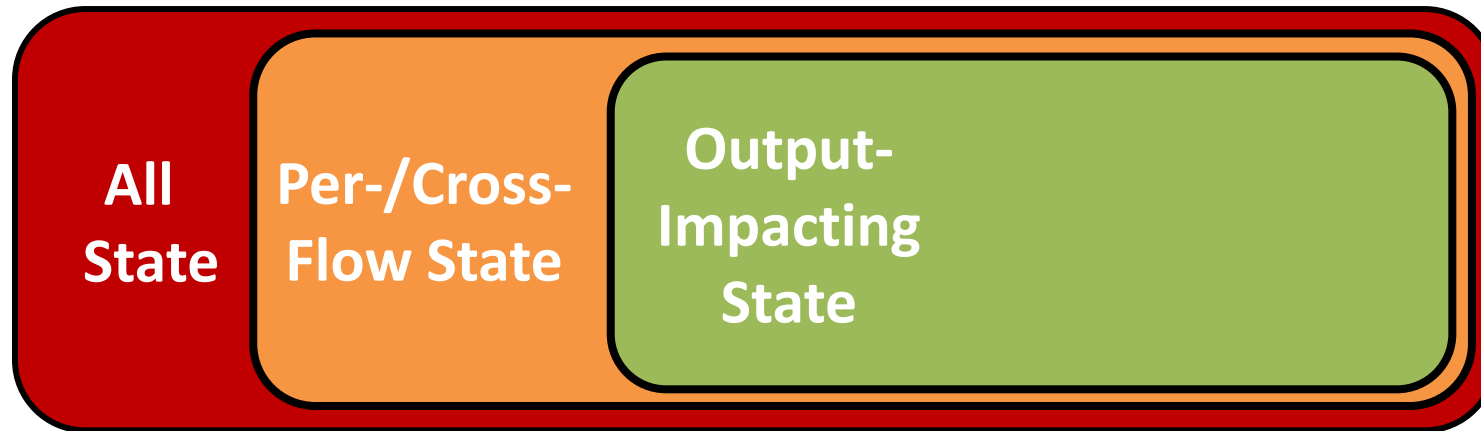 All
State
Per-/Cross-
Flow State
Output-
Impacting
State